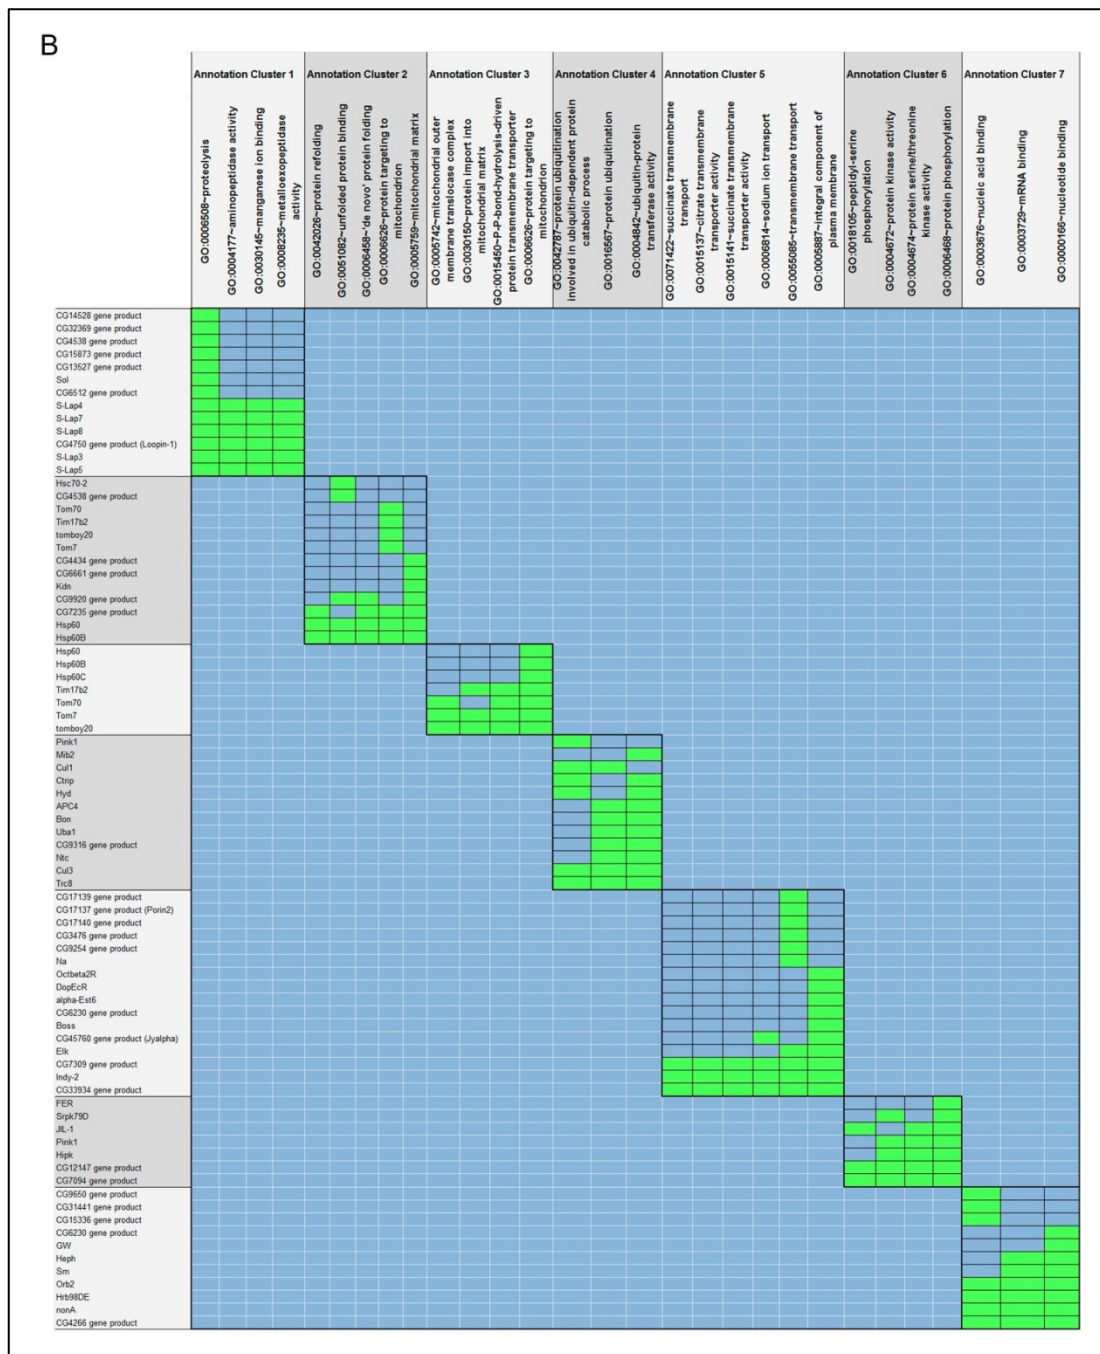 B
Annotation Cluster 1
Annotation Cluster 2
Annotation Cluster 3
Annotation Cluster 4
Annotation Cluster 5
Annotation Cluster 6
Annotation Cluster 7
GO:0006508~proteolysis
GO:0004177~aminopeptidase activity
GO:0030145~manganese ion binding
GO:0008235~metalloexopeptidase
activity
GO:0042026~protein refolding
GO:0051082~unfolded protein binding
GO:0006458~'de novo' protein folding
GO:0006626~protein targeting to
mitochondrion
GO:0005759~mitochondrial matrix
GO:0005742~mitochondrial outer
membrane translocase complex
GO:0030150~protein import into
mitochondrial matrix
GO:0015450~P-P-bond-hydrolysis-driven
protein transmembrane transporter
GO:0006626~protein targeting to
mitochondrion
GO:0042787~protein ubiquitination
involved in ubiquitin-dependent protein
catabolic process
GO:0016567~protein ubiquitination
GO:0004842~ubiquitin-protein
transferase activity
GO:0071422~succinate transmembrane
transport
GO:0015137~citrate transmembrane
transporter activity
GO:0015141~succinate transmembrane
transporter activity
GO:0006814~sodium ion transport
GO:0055085~transmembrane transport
GO:0005887~integral component of
plasma membrane
GO:0018105~peptidyl-serine
phosphorylation
GO:0004672~protein kinase activity
GO:0004674~protein serine/threonine
kinase activity
GO:0006468~protein phosphorylation
GO:0003676~nucleic acid binding
GO:0003729~mRNA binding
GO:0000166~nucleotide binding
CG14528 gene product
CG32369 gene product
CG4538 gene product
CG15873 gene product
CG13527 gene product
Sol
CG6512 gene product
S-Lap4
S-Lap7
S-Lap8
CG4750 gene product (Loopin-1)
S-Lap3
S-Lap5
Hsc70-2
CG4538 gene product
Tom70
Tim17b2
tomboy20
Tom7
CG4434 gene product
CG6661 gene product
Kdn
CG9920 gene product
CG7235 gene product
Hsp60
Hsp60B
Hsp60
Hsp60B
Hsp60C
Tim17b2
Tom70
Tom7
tomboy20
Pink1
Mib2
Cul1
Ctrip
Hyd
APC4
Bon
Uba1
CG9316 gene product
Ntc
Cul3
Trc8
CG17139 gene product
CG17137 gene product (Porin2)
CG17140 gene product
CG3476 gene product
CG9254 gene product
Na
Octbeta2R
DopEcR
alpha-Est6
CG6230 gene product
Boss
CG45760 gene product (Jyalpha)
Elk
CG7309 gene product
Indy-2
CG33934 gene product
FER
Srpk79D
JIL-1
Pink1
Hipk
CG12147 gene product
CG7094 gene product
CG9650 gene product
CG31441 gene product
CG15336 gene product
CG6230 gene product
GW
Heph
Sm
Orb2
Hrb98DE
nonA
CG4266 gene product